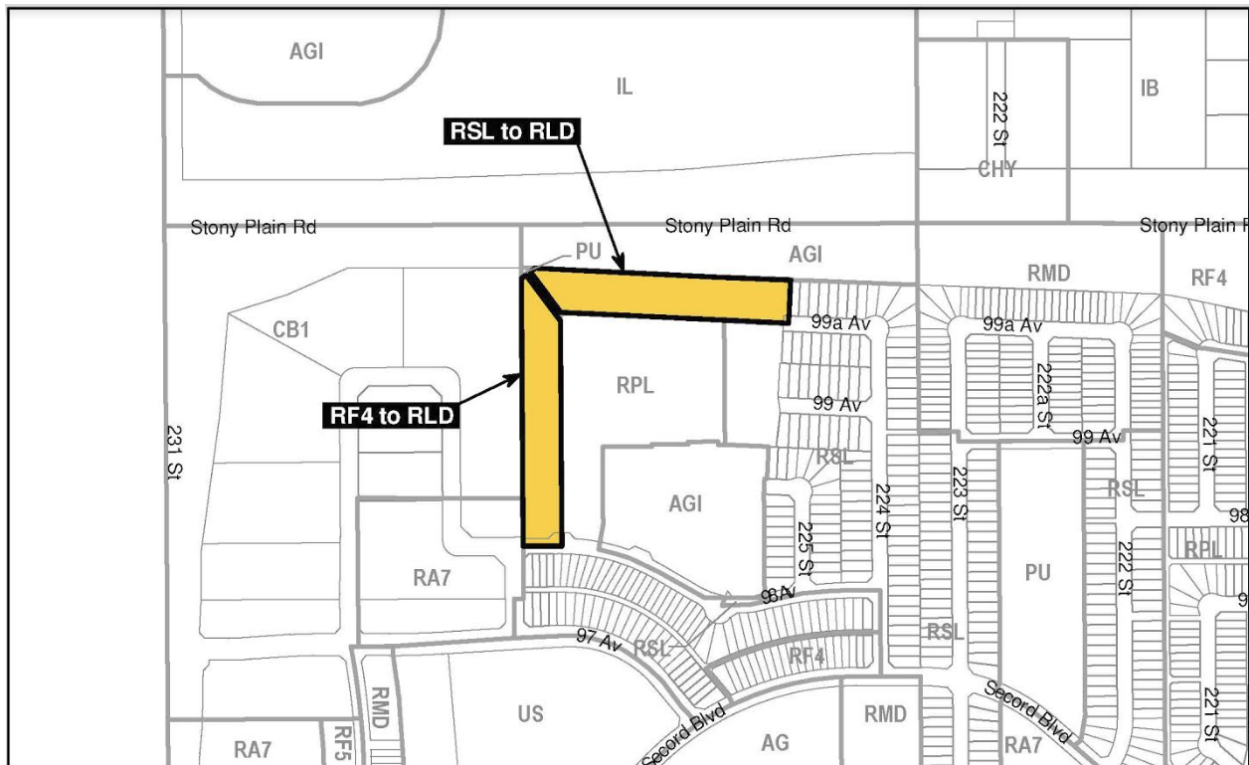 AGI
IL
IB
222 St
CHY
RSL to RLD
Stony Plain Rd
Stony Plain Rd
Stony Plain R
PU
AGI
RMD
RF4
CB1
99a Av
99a Av
RPL
222a St
RF4 to RLD
99 Av
99 Av
221 St
231 St
RSL
RSL
224 St
223 St
AGI
98
225 St
222 St
RPL
RA7
PU
98 Av
9
RSL
97 Av
RSL
RF4
RMD
US
Secord Blvd
Secord Blvd
RMD
221 St
RA7
RF5
AG
RA7